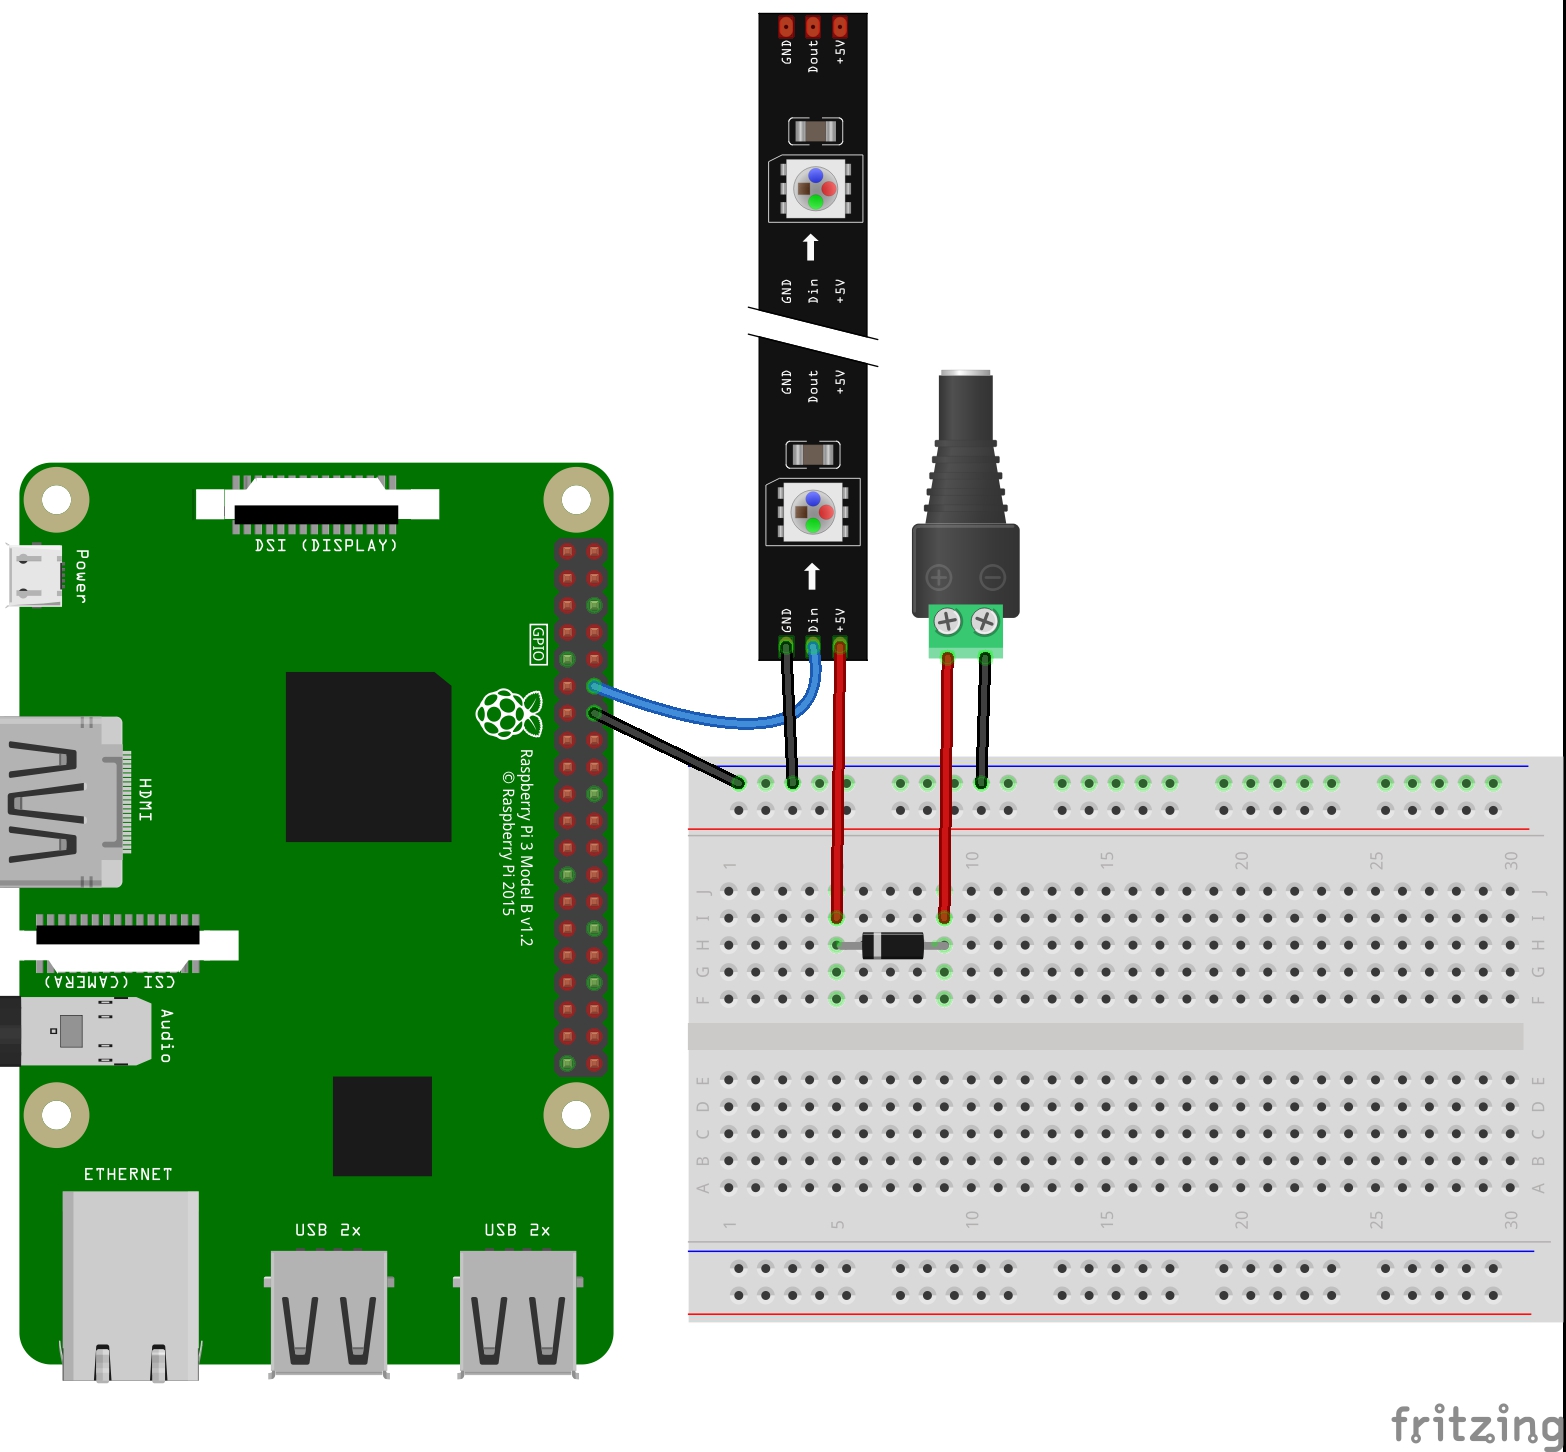 GND Dout +5V
GND Din +5V
GND Dout +5V
GND Din +5V
DSI (DISPLAY)
Power
GPIO
HDMI
Raspberry Pi 3 Model B v1.2
© Raspberry Pi 2015
CSI (CAMERA)
Audio
ETHERNET
USB 2x
USB 2x
+ −
1 10 15 20 25 30
J J
I I
H H
G G
F F
E E
D D
C C
B B
A A
1 5 10 15 20 25 30
fritzing